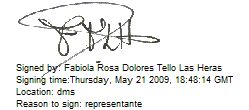 Signed by: Fabiola Rosa Dolores Tello Las Heras
Signing time:Thursday, May 21 2009, 18:48:14 GMT
Location: dms
Reason to sign: representante